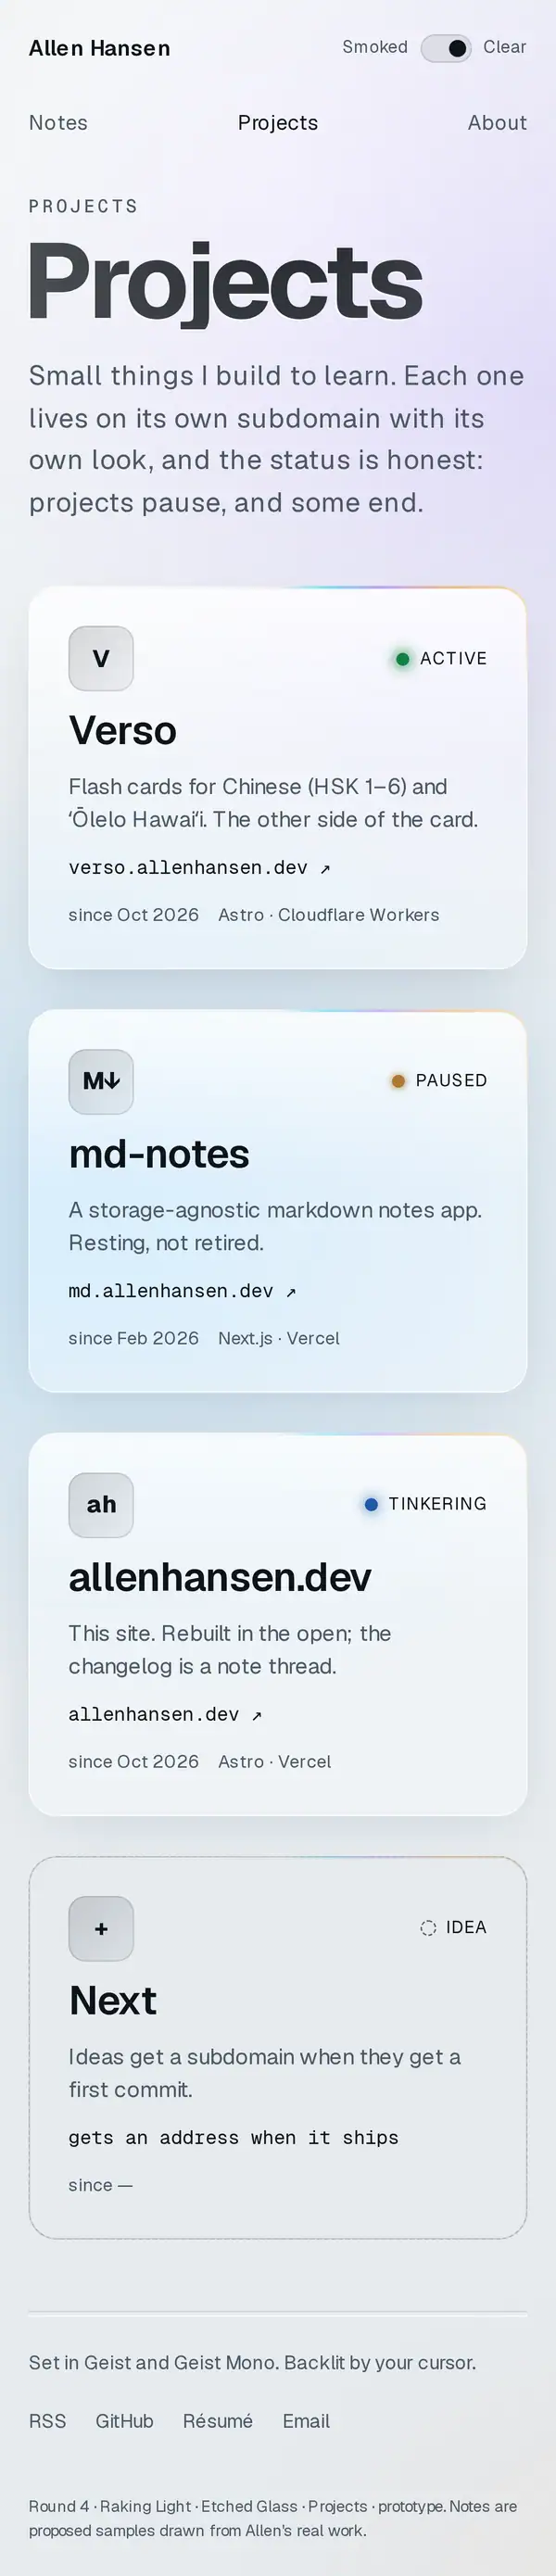 Allen Hansen
Smoked
Clear
Notes
Projects
About
PROJECTS
Projects
Small things I build to learn. Each one
lives on its own subdomain with its
own look, and the status is honest:
projects pause, and some end.
V
ACTIVE
Verso
Flash cards for Chinese (HSK 1–6) and
ʻŌlelo Hawaiʻi. The other side of the card.
verso.allenhansen.dev ↗
since Oct 2026 Astro · Cloudflare Workers
M↓
PAUSED
md-notes
A storage-agnostic markdown notes app.
Resting, not retired.
md.allenhansen.dev ↗
since Feb 2026 Next.js · Vercel
ah
TINKERING
allenhansen.dev
This site. Rebuilt in the open; the
changelog is a note thread.
allenhansen.dev ↗
since Oct 2026 Astro · Vercel
+
IDEA
Next
Ideas get a subdomain when they get a
first commit.
gets an address when it ships
since —
Set in Geist and Geist Mono. Backlit by your cursor.
RSS GitHub Résumé Email
Round 4 · Raking Light · Etched Glass · Projects · prototype. Notes are
proposed samples drawn from Allen's real work.